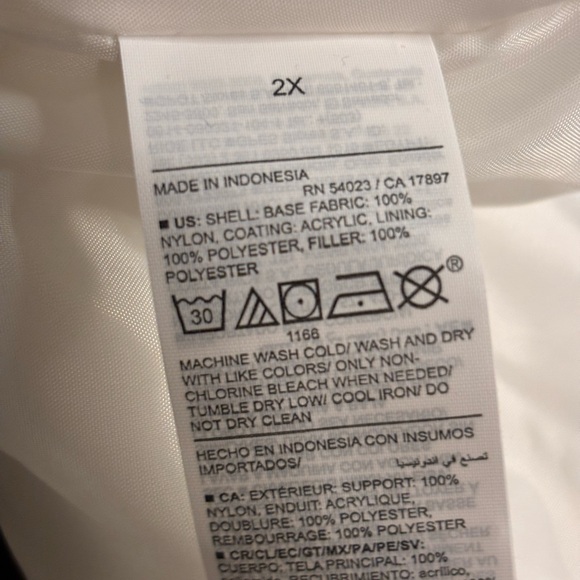 2X
MADE IN INDONESIA
RN 54023 / CA 17897
■ US: SHELL: BASE FABRIC: 100%
NYLON, COATING: ACRYLIC, LINING:
100% POLYESTER, FILLER: 100%
POLYESTER
30
®
1166
MACHINE WASH COLD/ WASH AND DRY
WITH LIKE COLORS/ ONLY NON-
CHLORINE BLEACH WHEN NEEDED/
TUMBLE DRY LOW/ COOL IRON/ DO
NOT DRY CLEAN
HECHO EN INDONESIA CON INSUMOS
IMPORTADOS/
تصنع في اندونيسيا
■ CA: EXTÉRIEUR: SUPPORT: 100%
NYLON, ENDUIT: ACRYLIQUE,
DOUBLURE: 100% POLYESTER,
REMBOURRAGE: 100% POLYESTER
■ CR/CL/EC/GT/MX/PA/PE/SV:
CUERPO: TELA PRINCIPAL: 100%
RECUBRIMIENTO: acrílico,